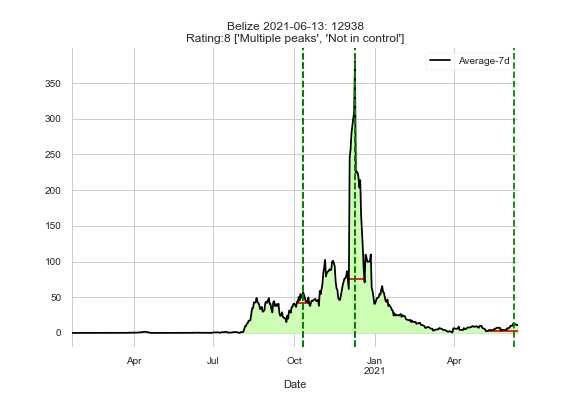 Belize 2021-06-13: 12938
Rating:8 ['Multiple peaks', 'Not in control']
Average-7d
350
300
250
200
150
100
50
0
Apr
Jul
Oct
Jan
2021
Apr
Date